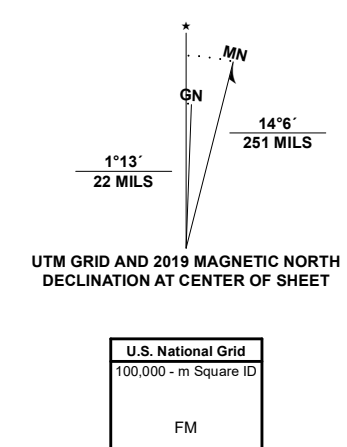 ★
MN
GN
14°6´
251 MILS
1°13´
22 MILS
UTM GRID AND 2019 MAGNETIC NORTH
DECLINATION AT CENTER OF SHEET
U.S. National Grid
100,000 - m Square ID
FM